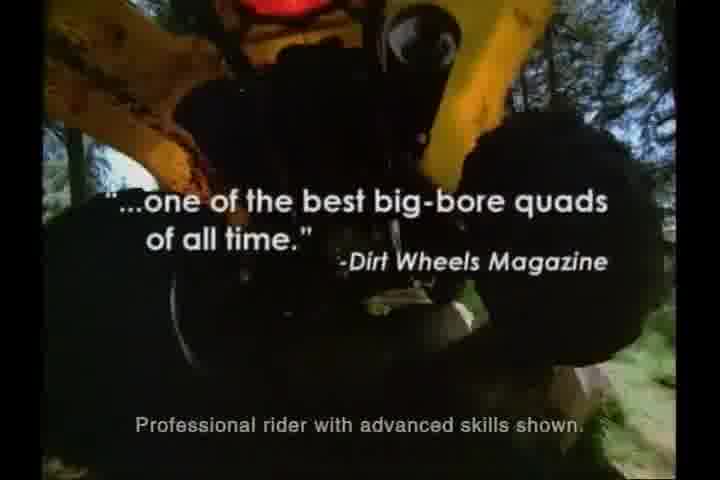 "...one of the best big-bore quads
of all time."
-Dirt Wheels Magazine
Professional rider with advanced skills shown.